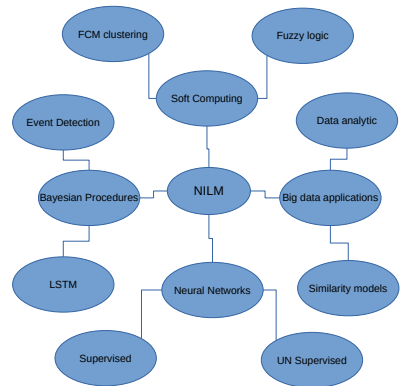 FCM clustering
Fuzzy logic
Soft Computing
Event Detection
Data analytic
Bayesian Procedures
NILM
Big data applications
LSTM
Neural Networks
Similarity models
Supervised
UN Supervised